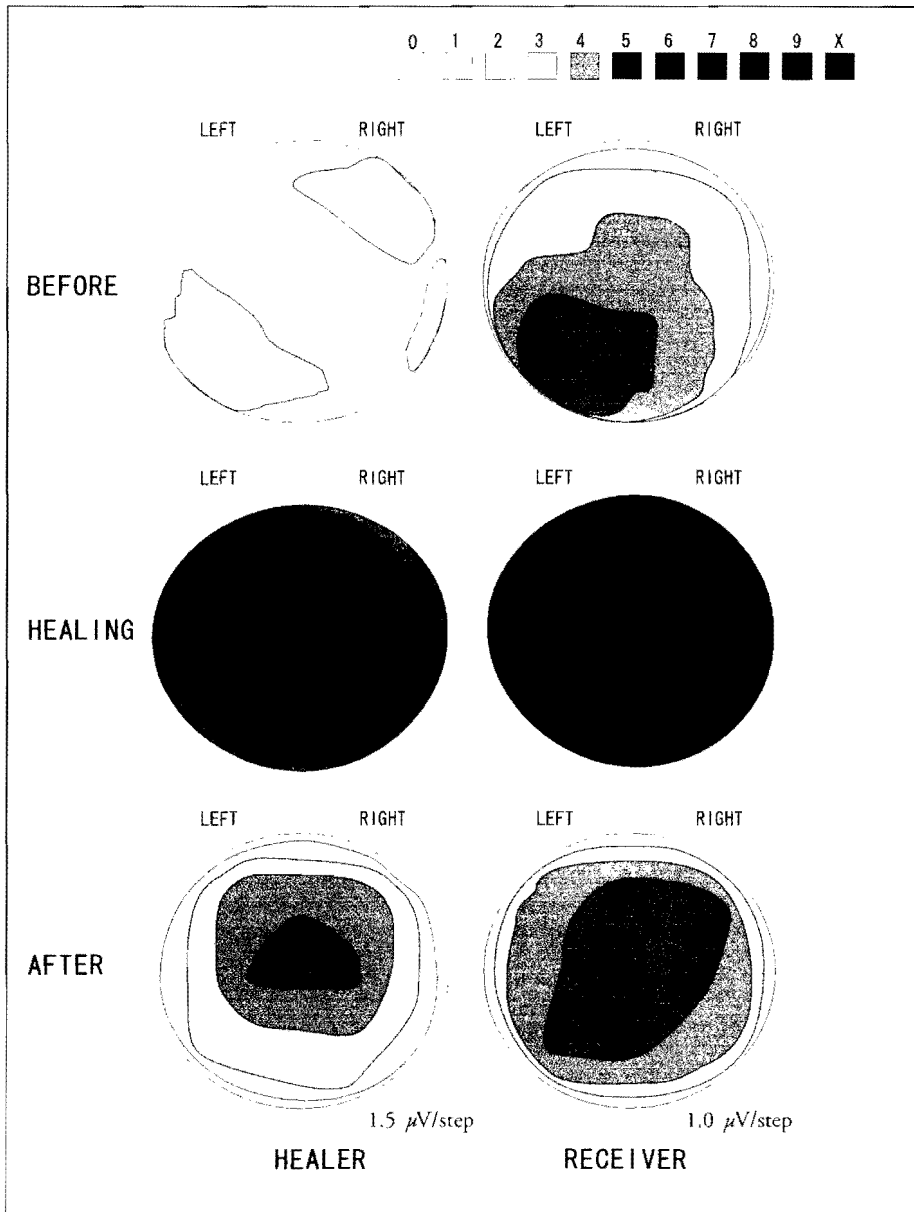 0 1 2 3 4 5 6 7 8 9 X
LEFT RIGHT LEFT RIGHT
BEFORE
LEFT RIGHT LEFT RIGHT
HEALING
LEFT RIGHT LEFT RIGHT
AFTER
1.5 μV/step 1.0 μV/step
HEALER RECEIVER